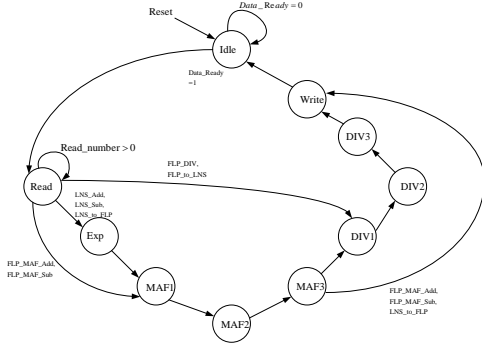 Data_Ready = 0
Reset
Idle
Data_Ready
=1
Write
DIV3
Read_number > 0
FLP_DIV,
FLP_to_LNS
Read
DIV2
LNS_Add,
LNS_Sub,
LNS_to_FLP
Exp
DIV1
FLP_MAF_Add,
FLP_MAF_Sub
MAF1
MAF3
FLP_MAF_Add,
FLP_MAF_Sub,
LNS_to_FLP
MAF2